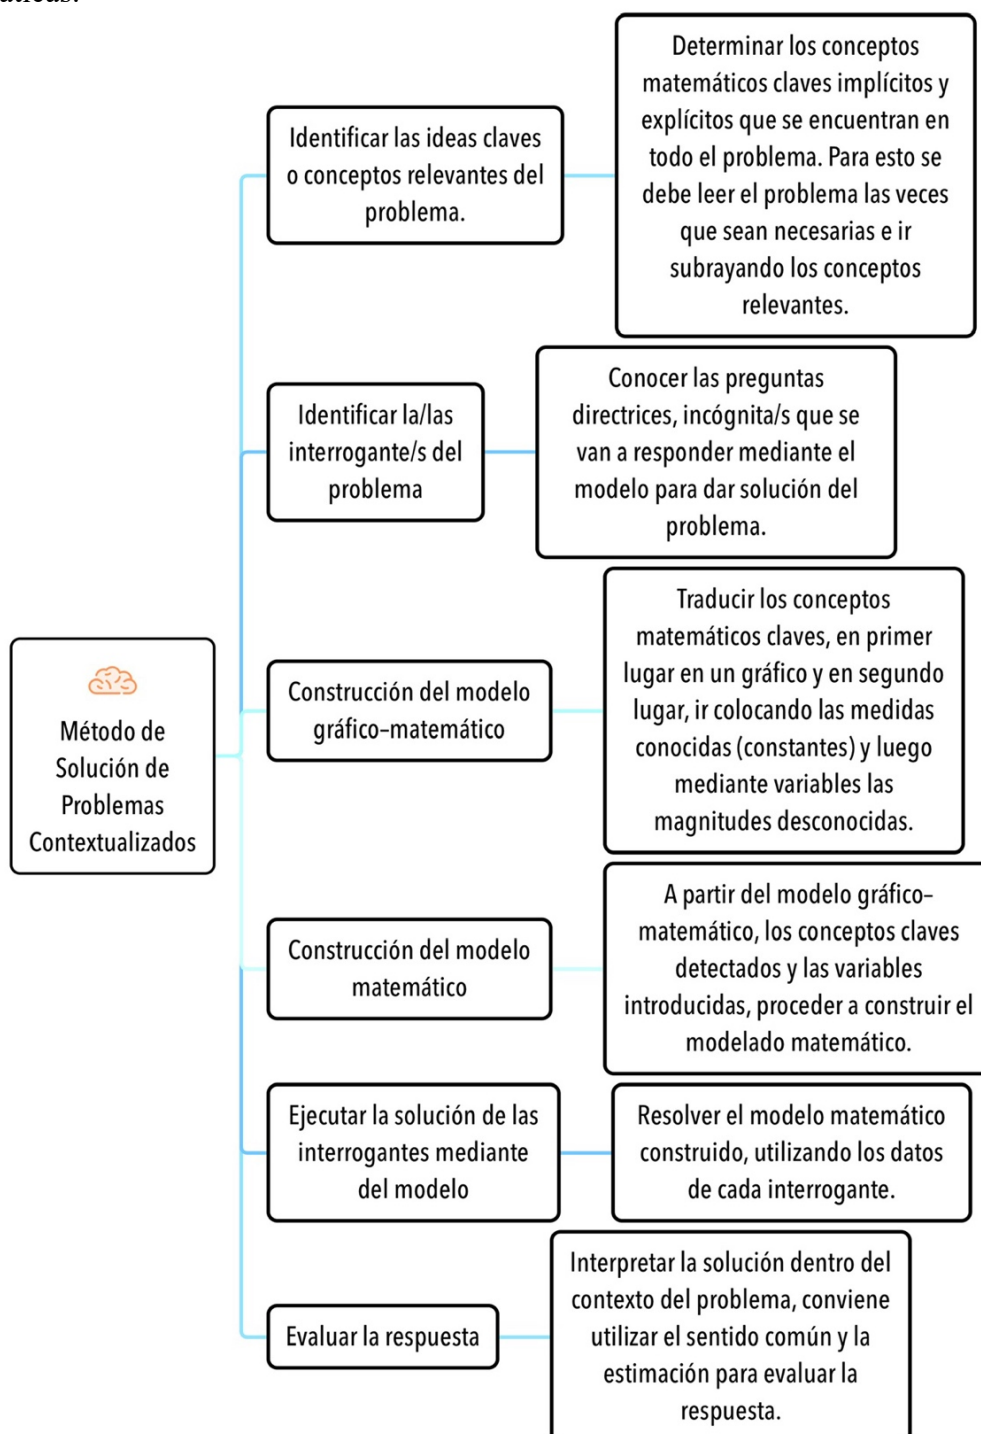 Determinar los conceptos
matemáticos claves implícitos y
explícitos que se encuentran en
todo el problema. Para esto se
debe leer el problema las veces
que sean necesarias e ir
subrayando los conceptos
relevantes.
Identificar las ideas claves
o conceptos relevantes del
problema.
Conocer las preguntas
directrices, incógnita/s que se
van a responder mediante el
modelo para dar solución del
problema.
Identificar la/las
interrogante/s del
problema
Traducir los conceptos
matemáticos claves, en primer
lugar en un gráfico y en segundo
lugar, ir colocando las medidas
conocidas (constantes) y luego
mediante variables las
magnitudes desconocidas.
Construcción del modelo
gráfico–matemático
Método de
Solución de
Problemas
Contextualizados
A partir del modelo gráfico–
matemático, los conceptos claves
detectados y las variables
introducidas, proceder a construir el
modelado matemático.
Construcción del modelo
matemático
Ejecutar la solución de las
interrogantes mediante
del modelo
Resolver el modelo matemático
construido, utilizando los datos
de cada interrogante.
Interpretar la solución dentro del
contexto del problema, conviene
utilizar el sentido común y la
estimación para evaluar la
respuesta.
Evaluar la respuesta